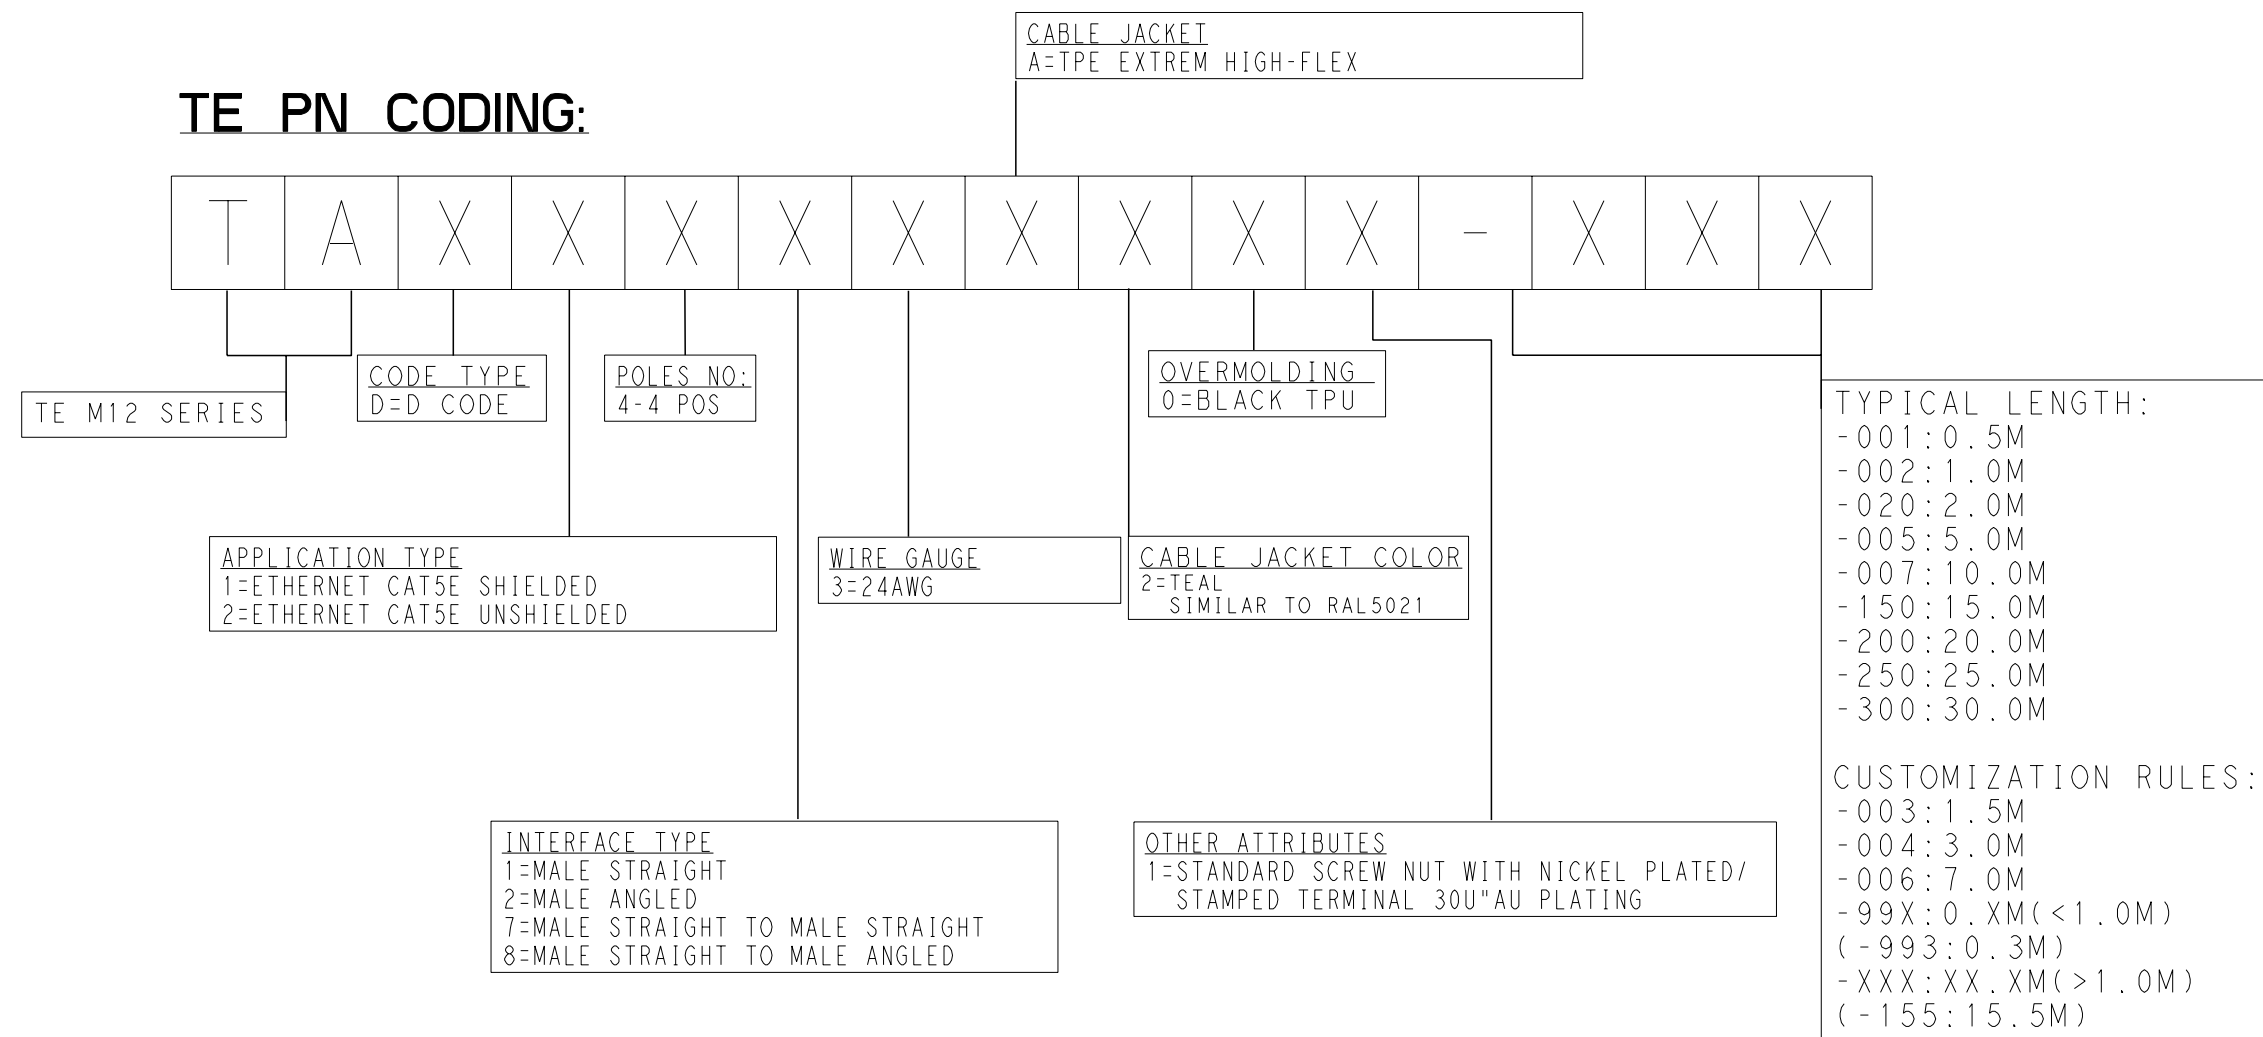 CABLE JACKET
A=TPE EXTREM HIGH-FLEX
TE PN CODING:
T A X X X X X X X X X - X X X
TE M12 SERIES
CODE TYPE
D=D CODE
POLES NO:
4-4 POS
OVERMOLDING
0=BLACK TPU
APPLICATION TYPE
1=ETHERNET CAT5E SHIELDED
2=ETHERNET CAT5E UNSHIELDED
WIRE GAUGE
3=24AWG
CABLE JACKET COLOR
2=TEAL
SIMILAR TO RAL5021
INTERFACE TYPE
1=MALE STRAIGHT
2=MALE ANGLED
7=MALE STRAIGHT TO MALE STRAIGHT
8=MALE STRAIGHT TO MALE ANGLED
OTHER ATTRIBUTES
1=STANDARD SCREW NUT WITH NICKEL PLATED/
STAMPED TERMINAL 30U"AU PLATING
TYPICAL LENGTH:
-001:0.5M
-002:1.0M
-020:2.0M
-005:5.0M
-007:10.0M
-150:15.0M
-200:20.0M
-250:25.0M
-300:30.0M
CUSTOMIZATION RULES:
-003:1.5M
-004:3.0M
-006:7.0M
-99X:0.XM(<1.0M)
(-993:0.3M)
-XXX:XX.XM(>1.0M)
(-155:15.5M)